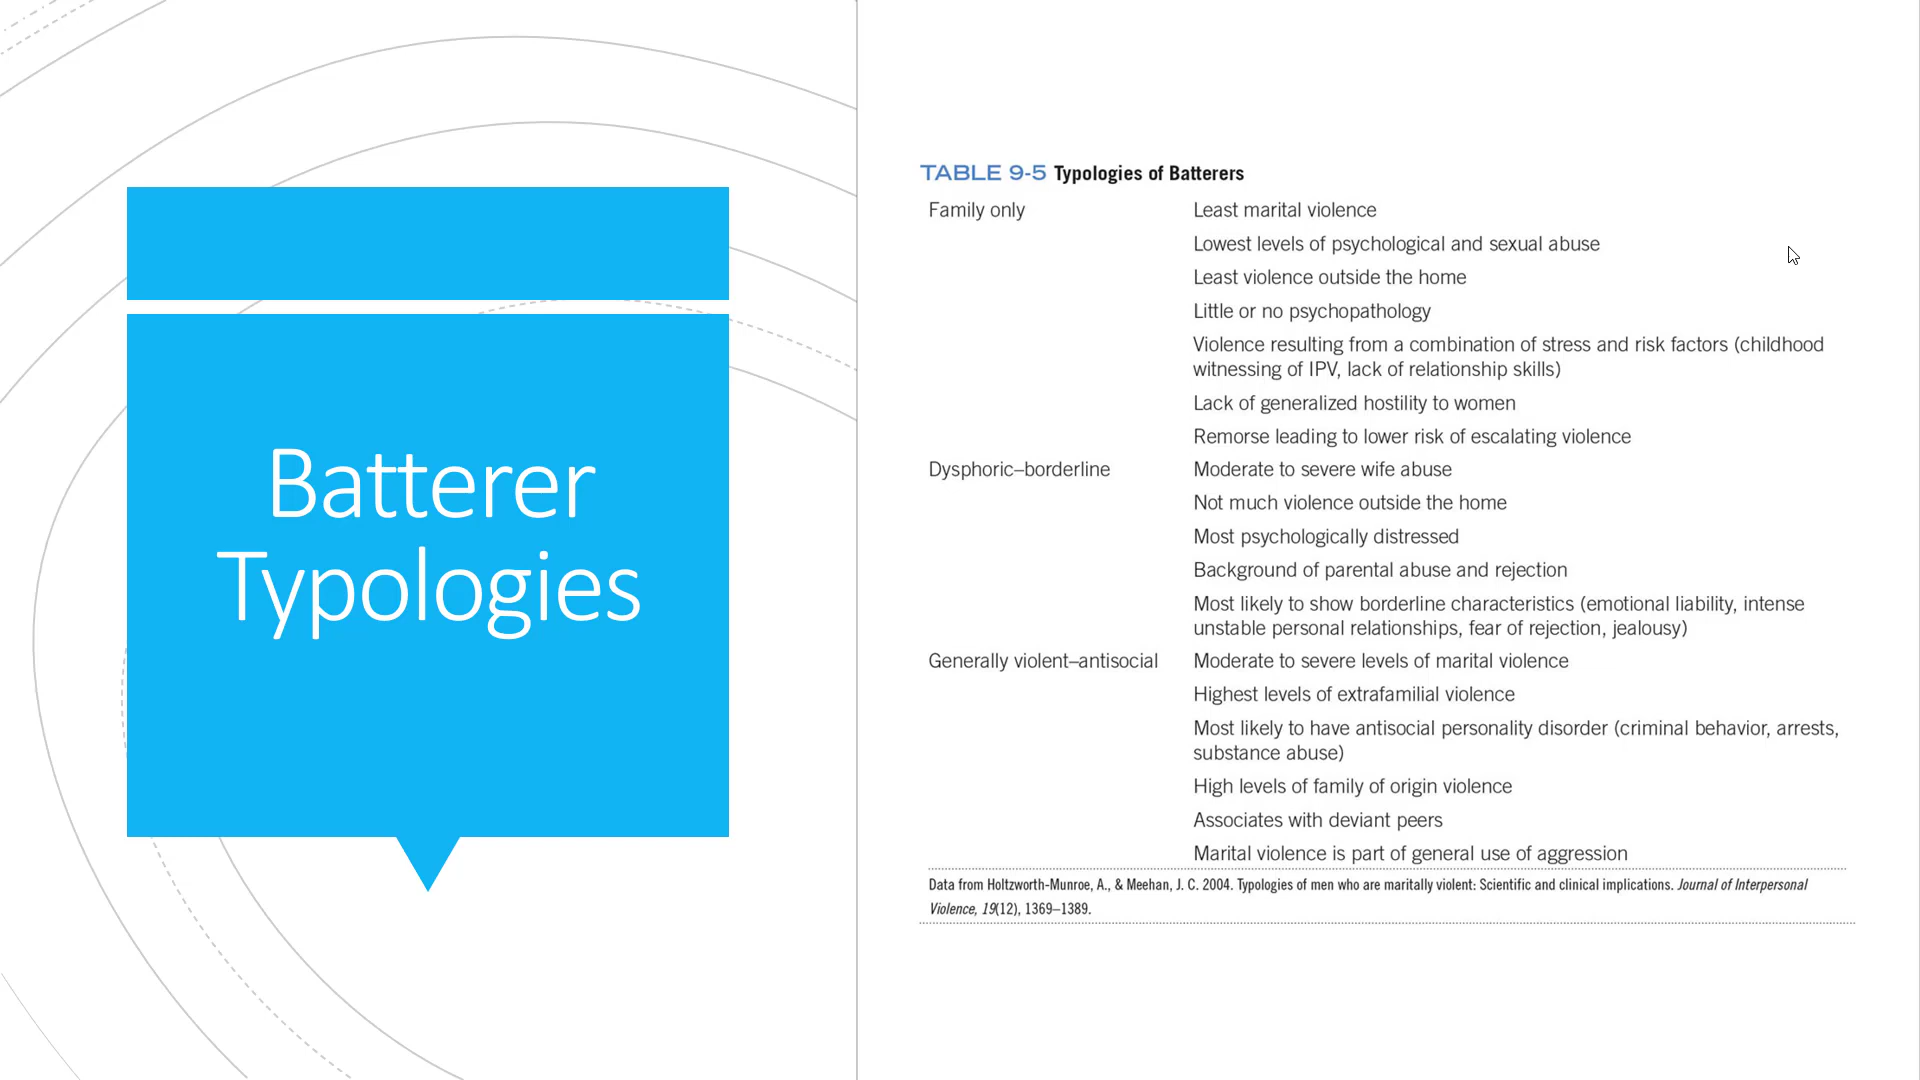 Batterer
Typologies
TABLE 9-5 Typologies of Batterers
Family only
Least marital violence
Lowest levels of psychological and sexual abuse
Least violence outside the home
Little or no psychopathology
Violence resulting from a combination of stress and risk factors (childhood
witnessing of IPV, lack of relationship skills)
Lack of generalized hostility to women
Remorse leading to lower risk of escalating violence
Dysphoric–borderline
Moderate to severe wife abuse
Not much violence outside the home
Most psychologically distressed
Background of parental abuse and rejection
Most likely to show borderline characteristics (emotional liability, intense
unstable personal relationships, fear of rejection, jealousy)
Generally violent–antisocial
Moderate to severe levels of marital violence
Highest levels of extrafamilial violence
Most likely to have antisocial personality disorder (criminal behavior, arrests,
substance abuse)
High levels of family of origin violence
Associates with deviant peers
Marital violence is part of general use of aggression
Data from Holtzworth-Munroe, A., & Meehan, J. C. 2004. Typologies of men who are maritally violent: Scientific and clinical implications. Journal of Interpersonal
Violence, 19(12), 1369–1389.